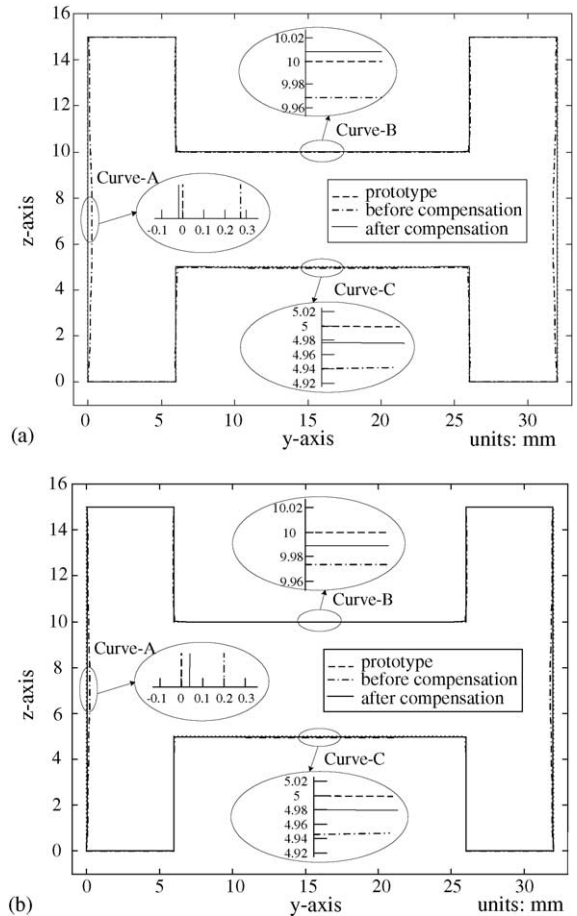 16
14
12
10
8
6
4
2
0
z-axis
10.02
10
9.98
9.96
Curve-B
Curve-A
-0.1 0 0.1 0.2 0.3
prototype
before compensation
after compensation
Curve-C
5.02
5
4.98
4.96
4.94
4.92
0 5 10 15 20 25 30
(a)
y-axis
units: mm
16
14
12
10
8
6
4
2
0
z-axis
10.02
10
9.98
9.96
Curve-B
Curve-A
-0.1 0 0.1 0.2 0.3
prototype
before compensation
after compensation
Curve-C
5.02
5
4.98
4.96
4.94
4.92
0 5 10 15 20 25 30
(b)
y-axis
units: mm